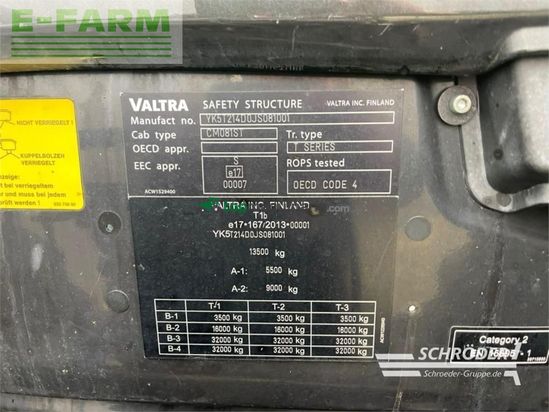 E-FARM
VALTRA SAFETY STRUCTURE VALTRA INC. FINLAND
Manufact no. YK5T214D0JS081001
Cab type CM081ST Tr. type
OECD appr. T SERIES
EEC appr. S ROPS tested
e17
00007 OECD CODE 4
ACW1529400
VALTRA INC. FINLAND
T1b
e17*167/2013*00001
YK5T214D0JS081001
13500 kg
A-1: 5500 kg
A-2: 9000 kg
T-1 T-2 T-3
B-1 3500 kg 3500 kg 3500 kg
B-2 16000 kg 16000 kg 16000 kg
B-3 32000 kg 32000 kg 32000 kg
B-4 32000 kg 32000 kg 32000 kg
NICHT VERRIEGELT !
KUPPELBOLZEN
VERRIEGELT !
Category 2
- 1
SCHRÖDER
Schroeder-Gruppe.de